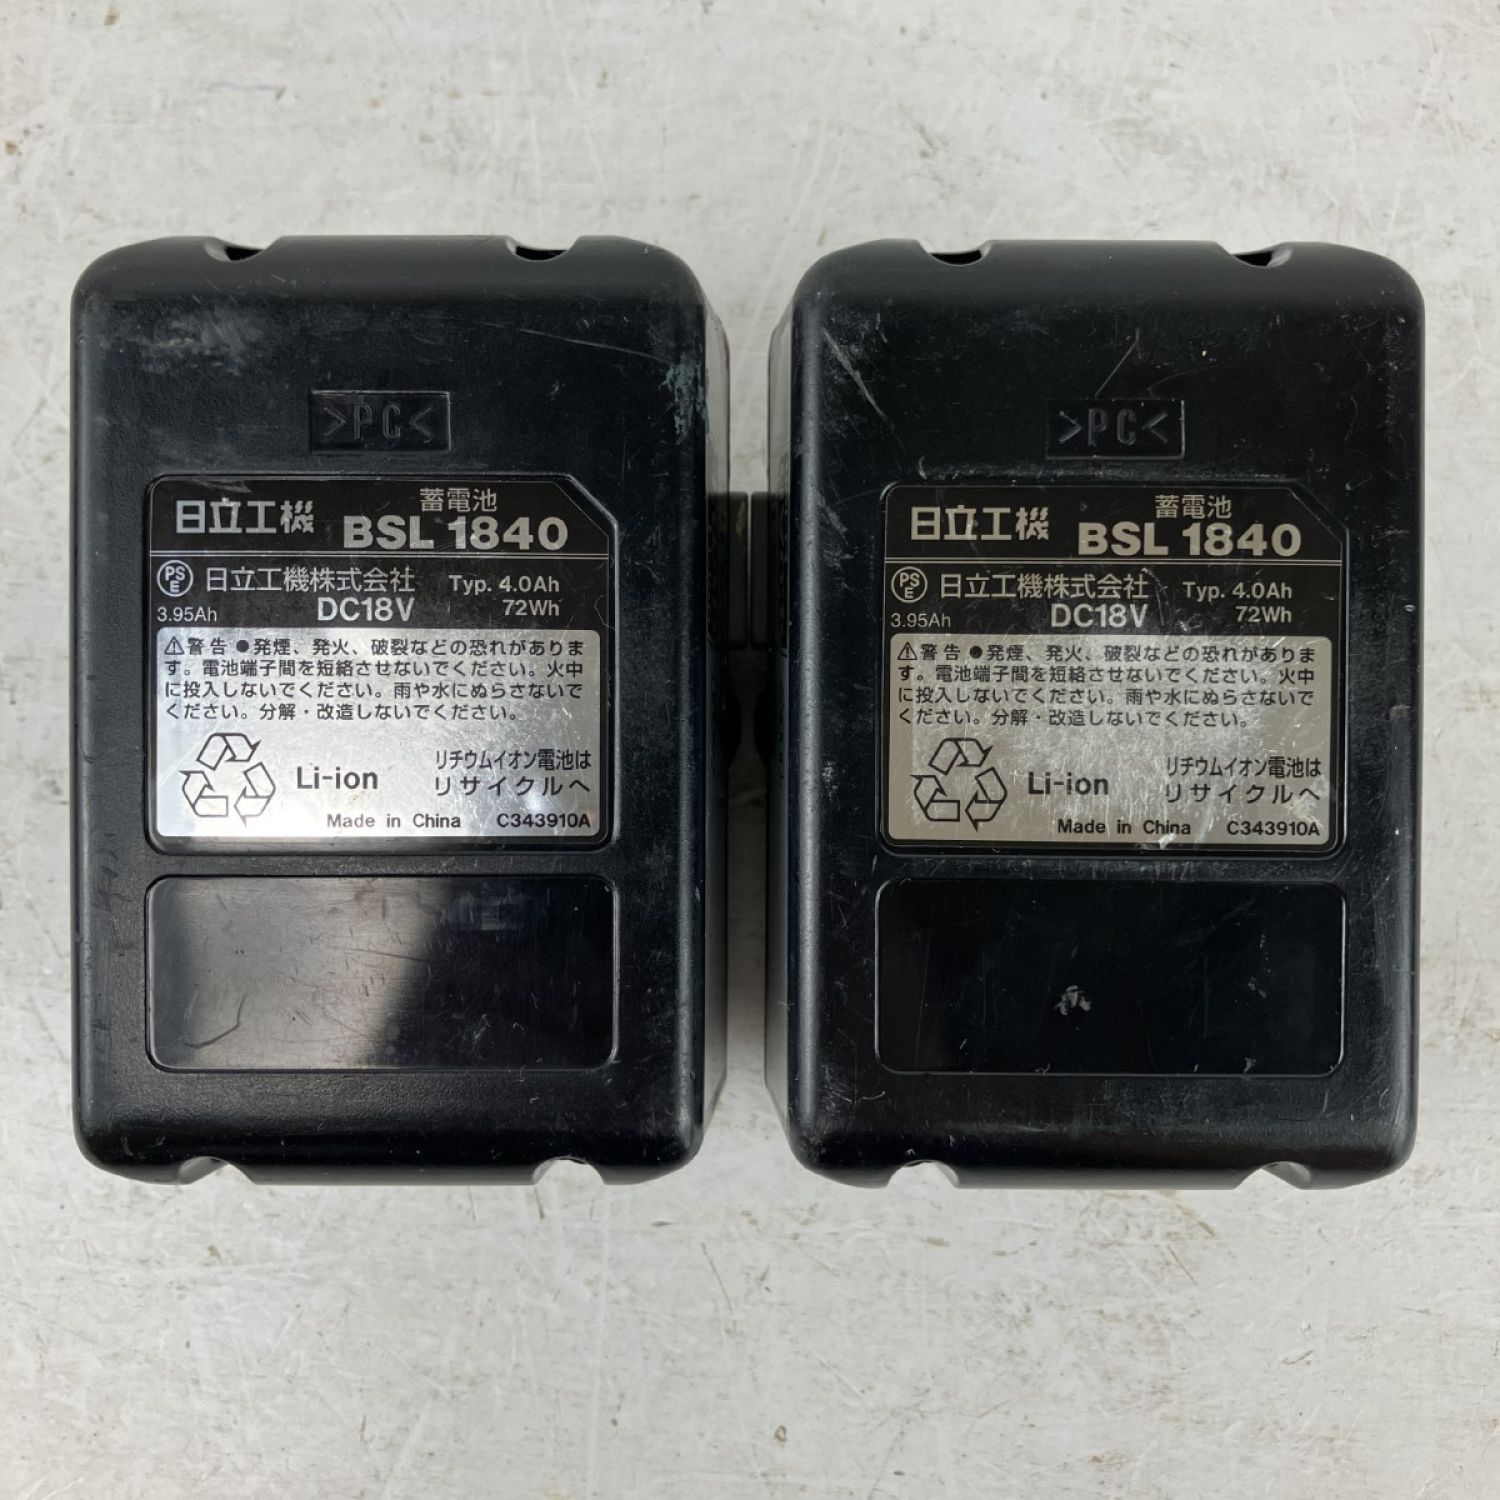 >PC<
日立工機
蓄電池
BSL 1840
PS
E
日立工機株式会社
Typ. 4.0Ah
3.95Ah
DC18V
72Wh
⚠警告 ●発煙、発火、破裂などの恐れがありま
す。電池端子間を短絡させないでください。火中
に投入しないでください。雨や水にぬらさないで
ください。分解・改造しないでください。
Li-ion
リチウムイオン電池は
リサイクルへ
Made in China C343910A
>PC<
日立工機
蓄電池
BSL 1840
PS
E
日立工機株式会社
Typ. 4.0Ah
3.95Ah
DC18V
72Wh
⚠警告 ●発煙、発火、破裂などの恐れがありま
す。電池端子間を短絡させないでください。火中
に投入しないでください。雨や水にぬらさないで
ください。分解・改造しないでください。
Li-ion
リチウムイオン電池は
リサイクルへ
Made in China C343910A